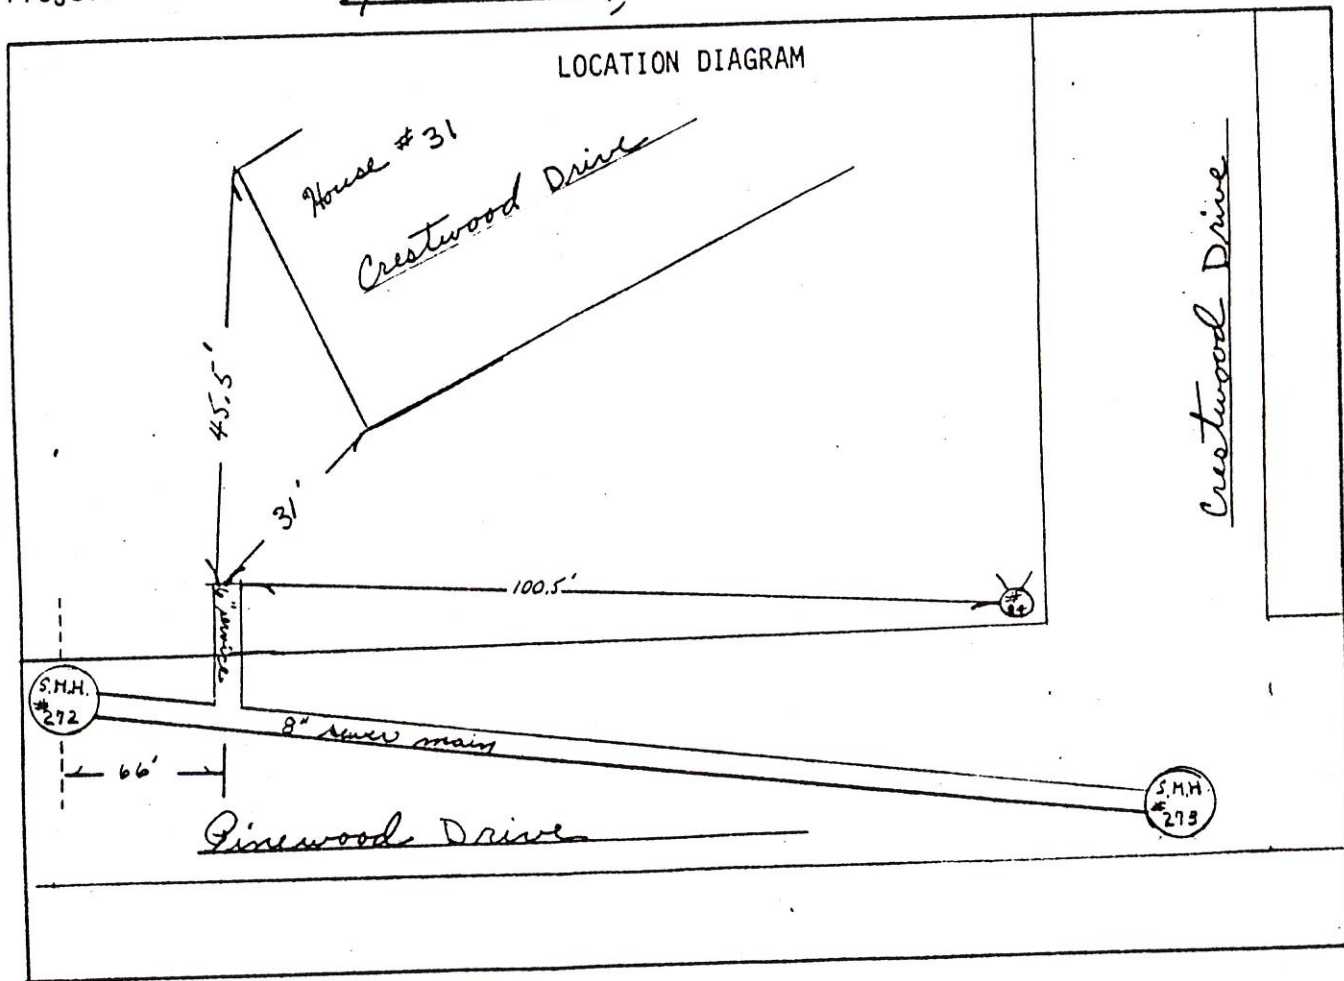 LOCATION DIAGRAM
House #31
Crestwood Drive
Crestwood Drive
45.5'
31'
100.5'
service
S.M.H.
#
272
8" sewer main
66'
S.M.H.
#
273
Pinewood Drive